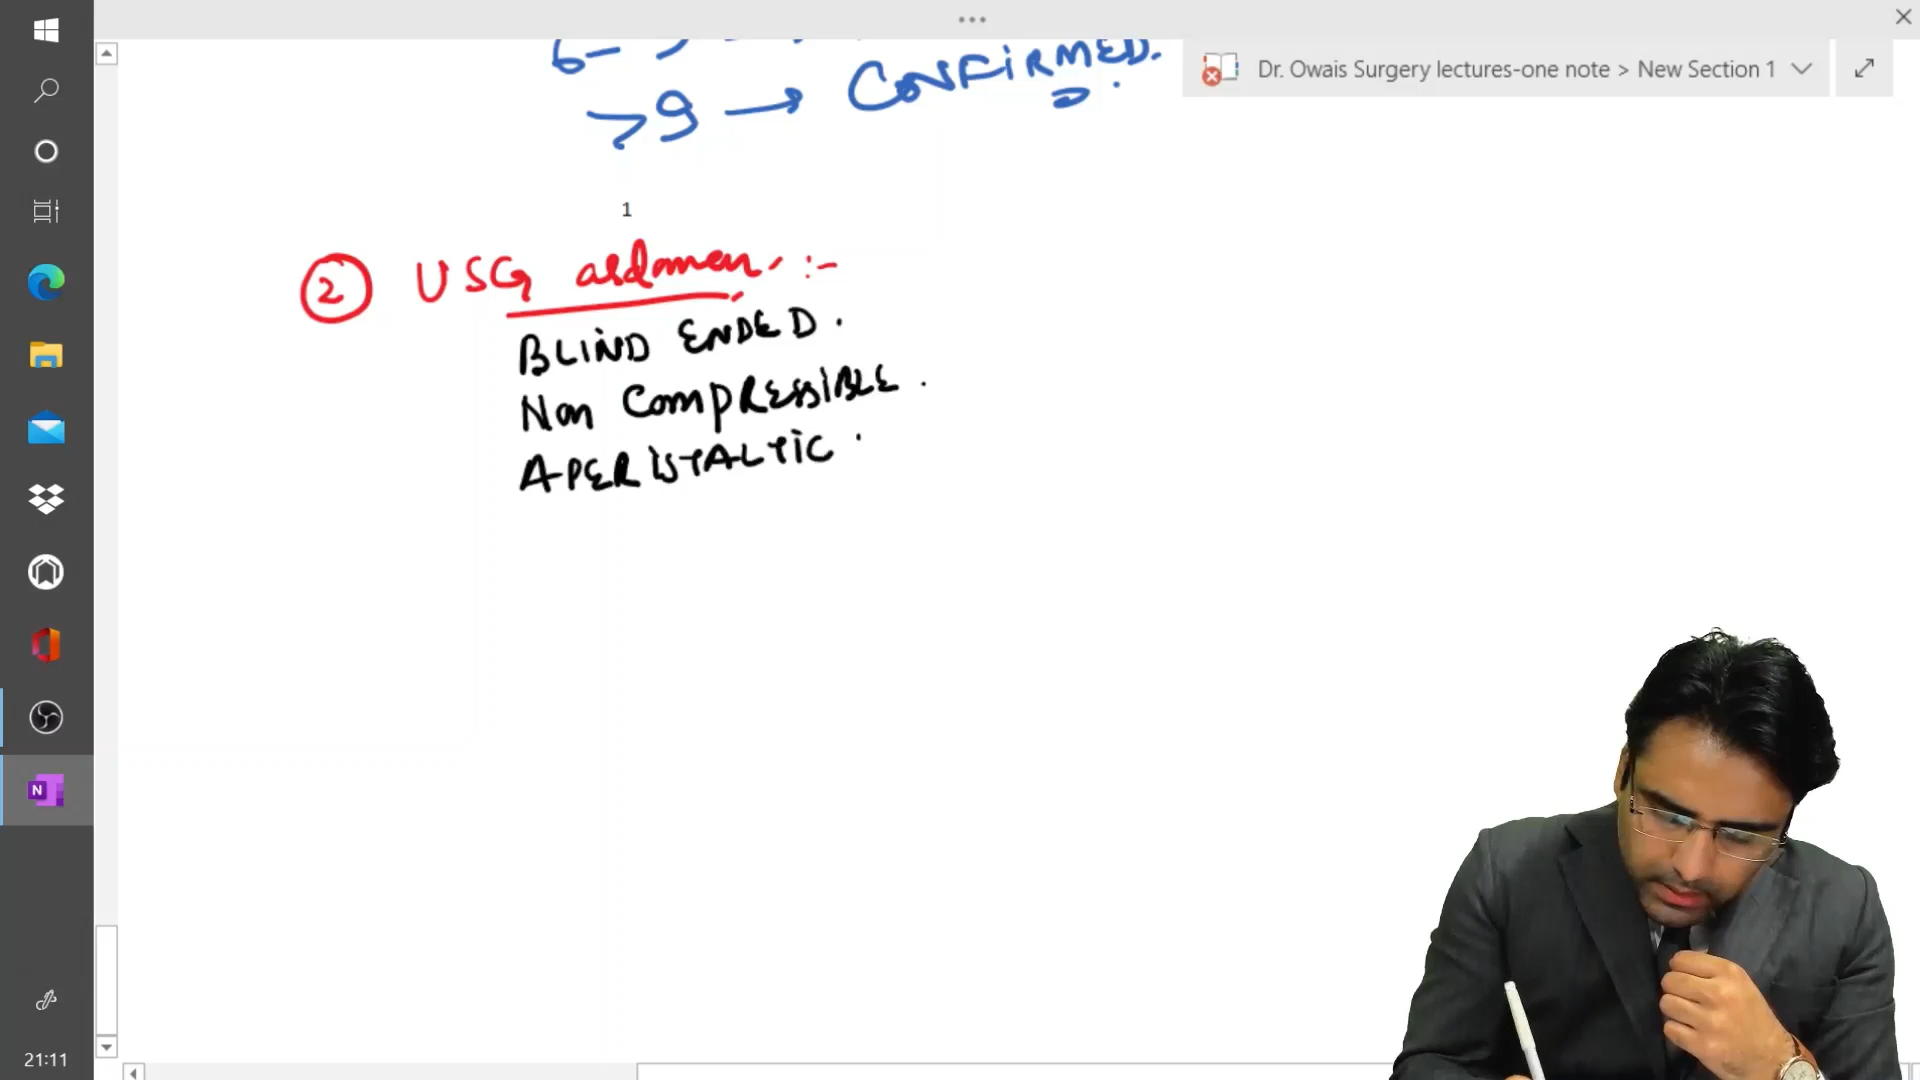 Dr. Owais Surgery lectures-one note > New Section 1
CONFIRMED.
>9 → CONFIRMED.
1
2 USG abdomen :-
BLIND ENDED.
Non COMPRESSIBLE.
APERISTALTIC.
N
21:11